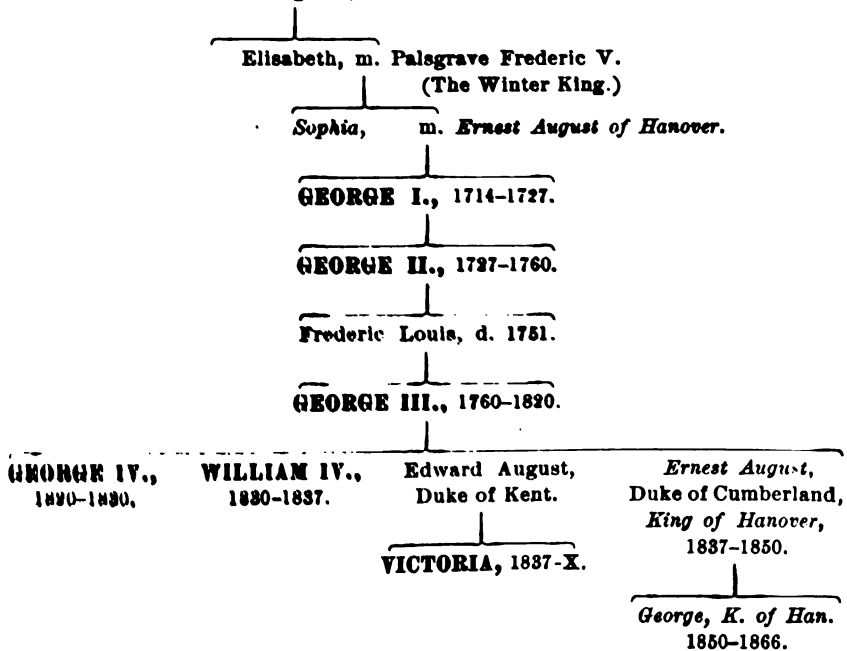 Elisabeth, m. Palsgrave Frederic V.
(The Winter King.)
Sophia, m. Ernest August of Hanover.
GEORGE I., 1714–1727.
GEORGE II., 1727–1760.
Frederic Louis, d. 1751.
GEORGE III., 1760–1820.
GEORGE IV.,
1820–1830.
WILLIAM IV.,
1830–1837.
Edward August,
Duke of Kent.
Ernest August,
Duke of Cumberland,
King of Hanover,
1837–1850.
VICTORIA, 1837-X.
George, K. of Han.
1850–1866.